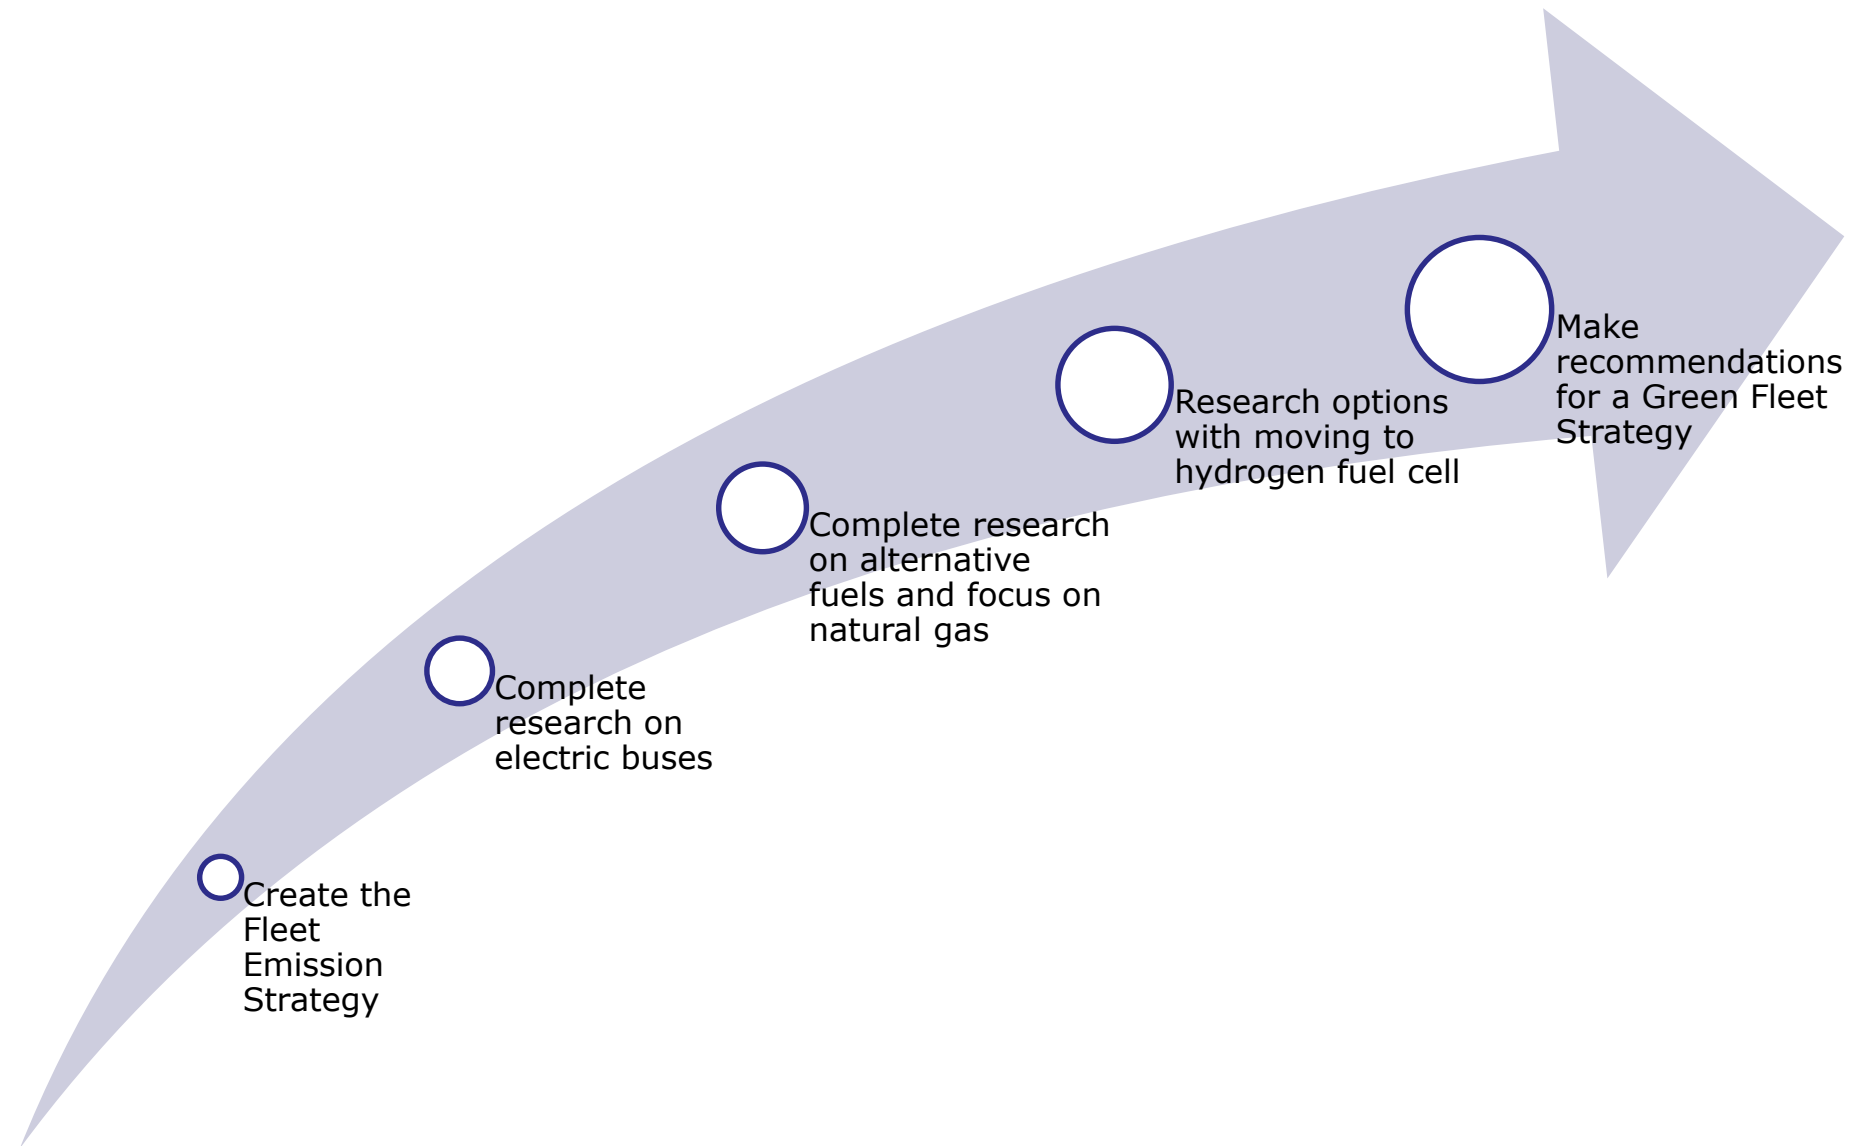 Create the
Fleet
Emission
Strategy
Complete
research on
electric buses
Complete research
on alternative
fuels and focus on
natural gas
Research options
with moving to
hydrogen fuel cell
Make
recommendations
for a Green Fleet
Strategy